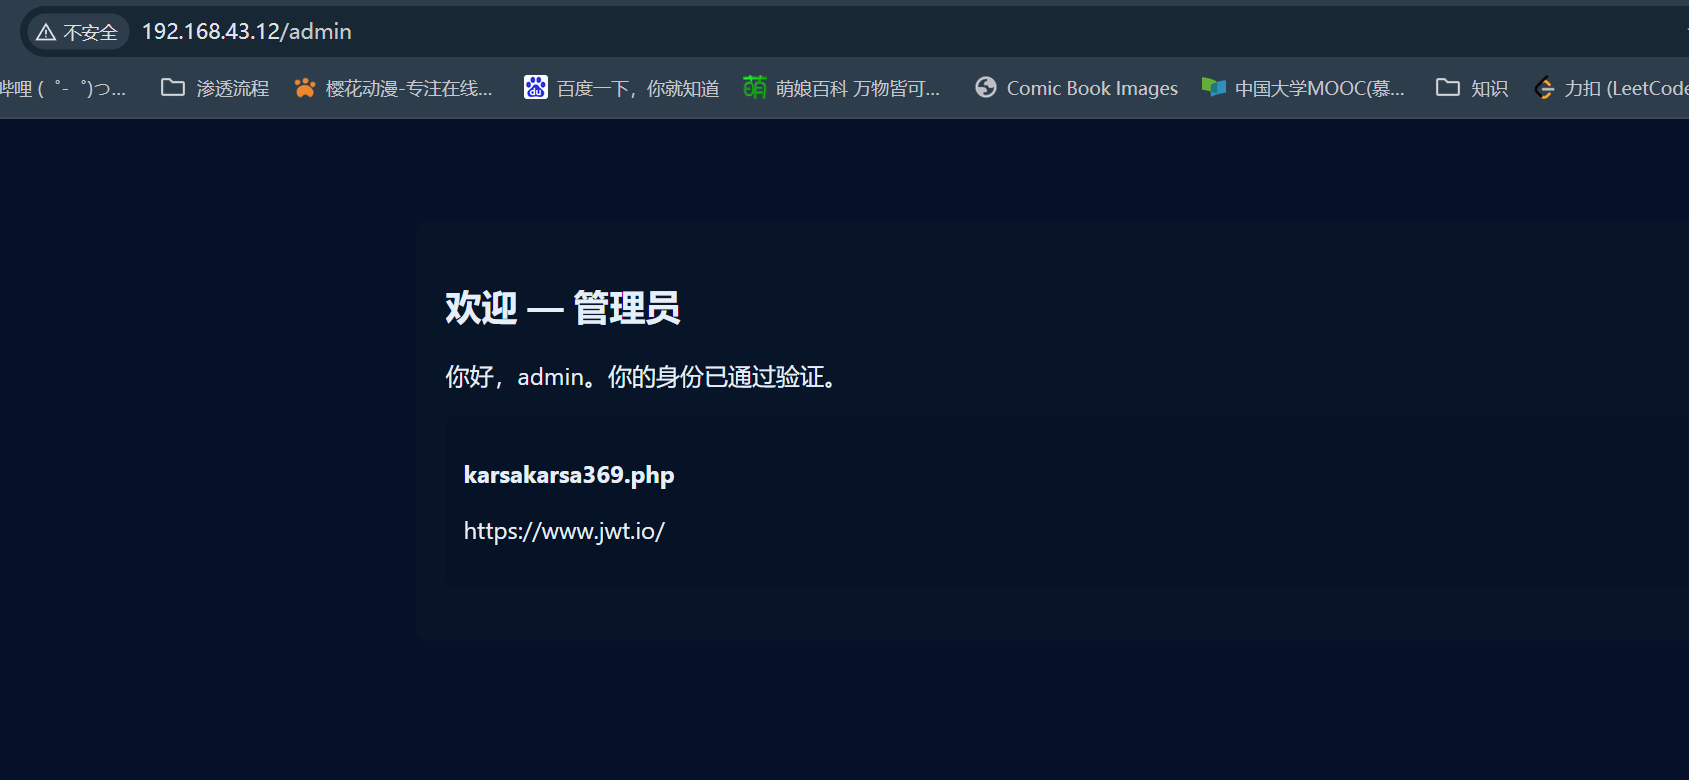 不安全 192.168.43.12/admin
哔哩 (゜-゜)つ... 渗透流程 樱花动漫-专注在线... 百度一下，你就知道 萌娘百科 万物皆可... Comic Book Images 中国大学MOOC(慕... 知识 力扣 (LeetCode
欢迎 — 管理员
你好，admin。你的身份已通过验证。
karsakarsa369.php
https://www.jwt.io/